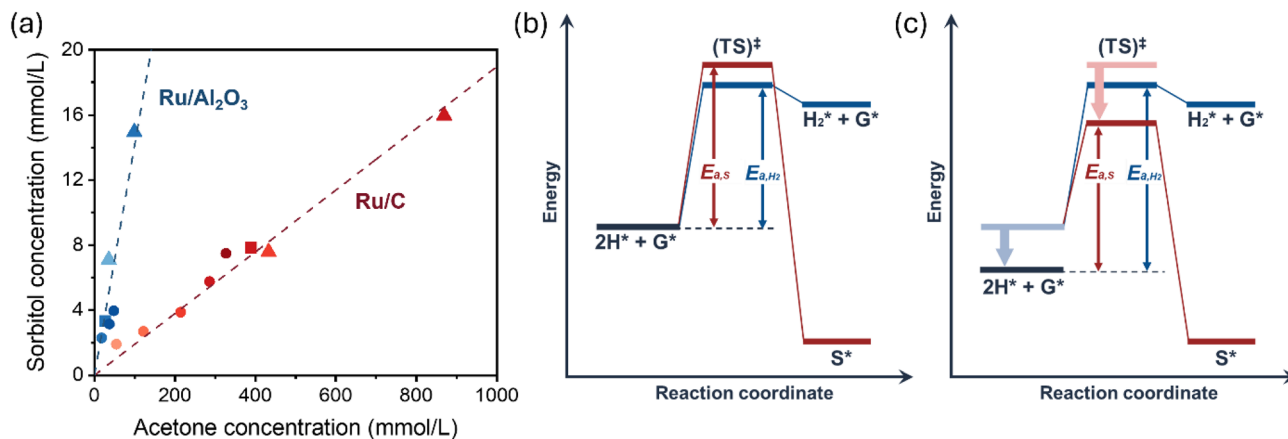 (a)
20
16
12
8
4
0
Sorbitol concentration (mmol/L)
Ru/Al₂O₃
Ru/C
0 200 400 600 800 1000
Acetone concentration (mmol/L)
(b)
Energy
(TS)‡
H₂* + G*
Eₐ,S
Eₐ,H₂
2H* + G*
S*
Reaction coordinate
(c)
Energy
(TS)‡
H₂* + G*
Eₐ,S
Eₐ,H₂
2H* + G*
S*
Reaction coordinate